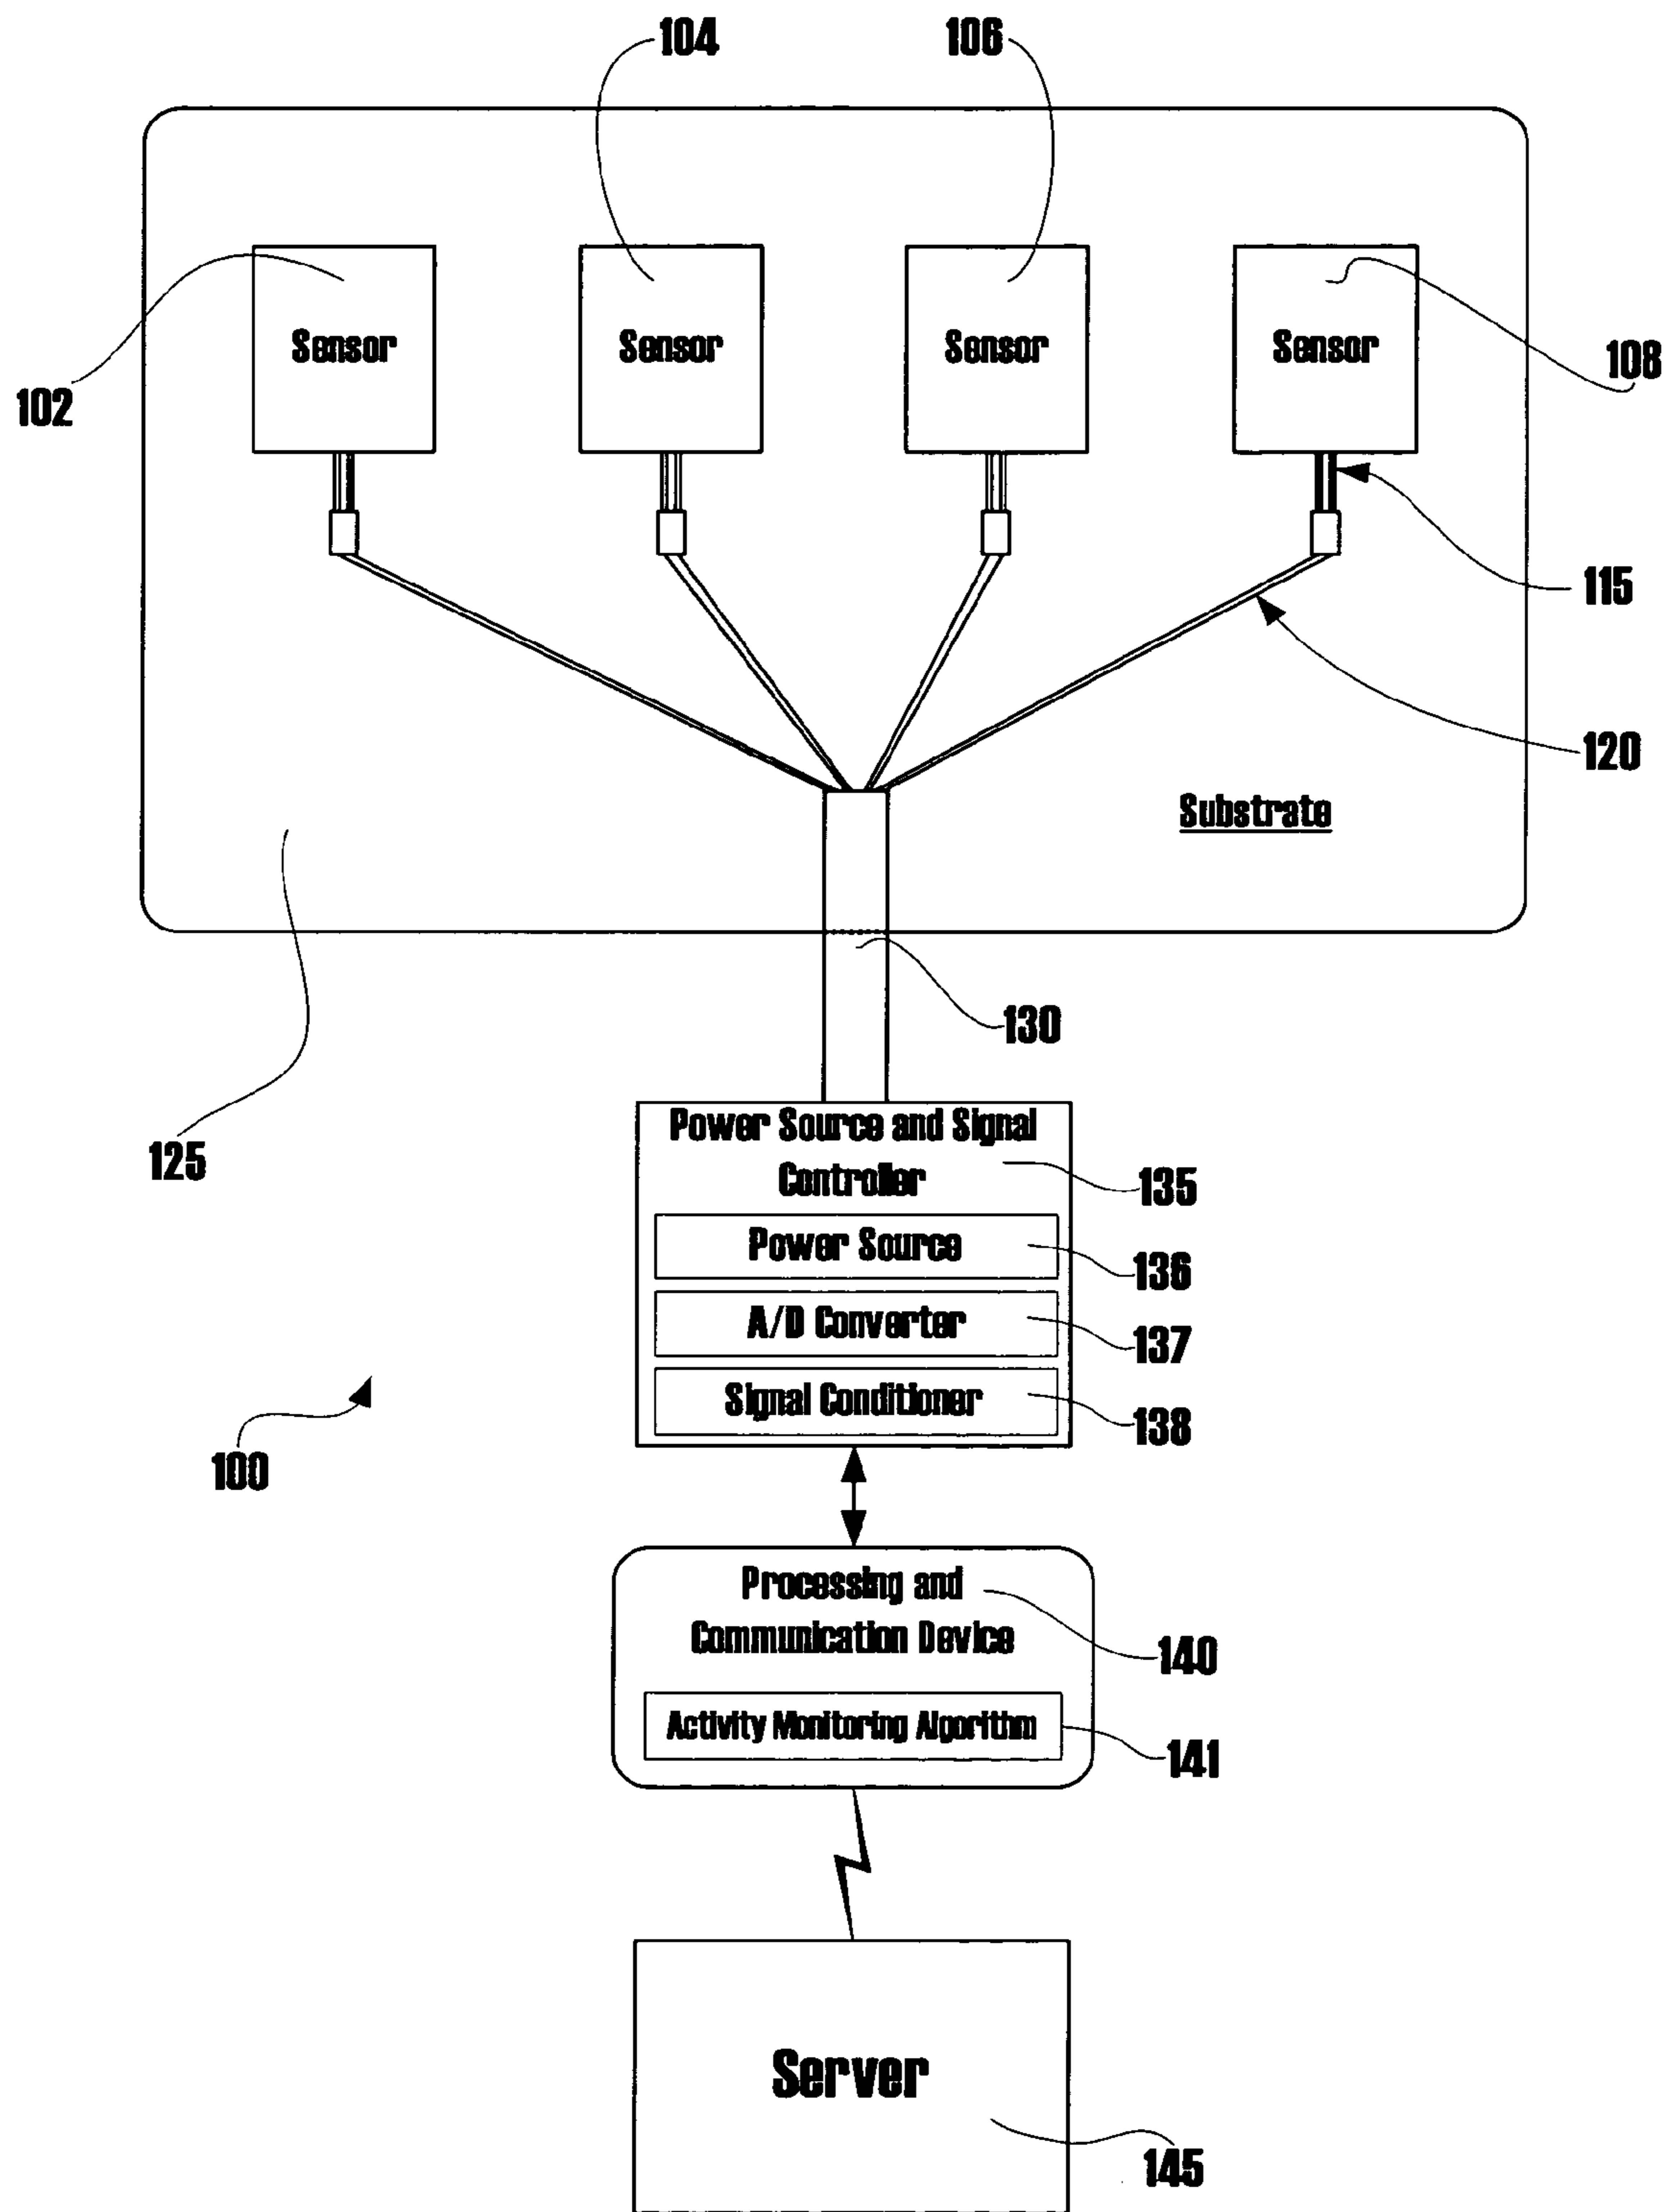 104
106
Sensor
Sensor
Sensor
Sensor
102
108
115
120
Substrate
130
125
Power Source and Signal
Controller
135
Power Source
136
A/D Converter
137
Signal Conditioner
138
100
Processing and
Communication Device
140
Activity Monitoring Algorithm
141
Server
145